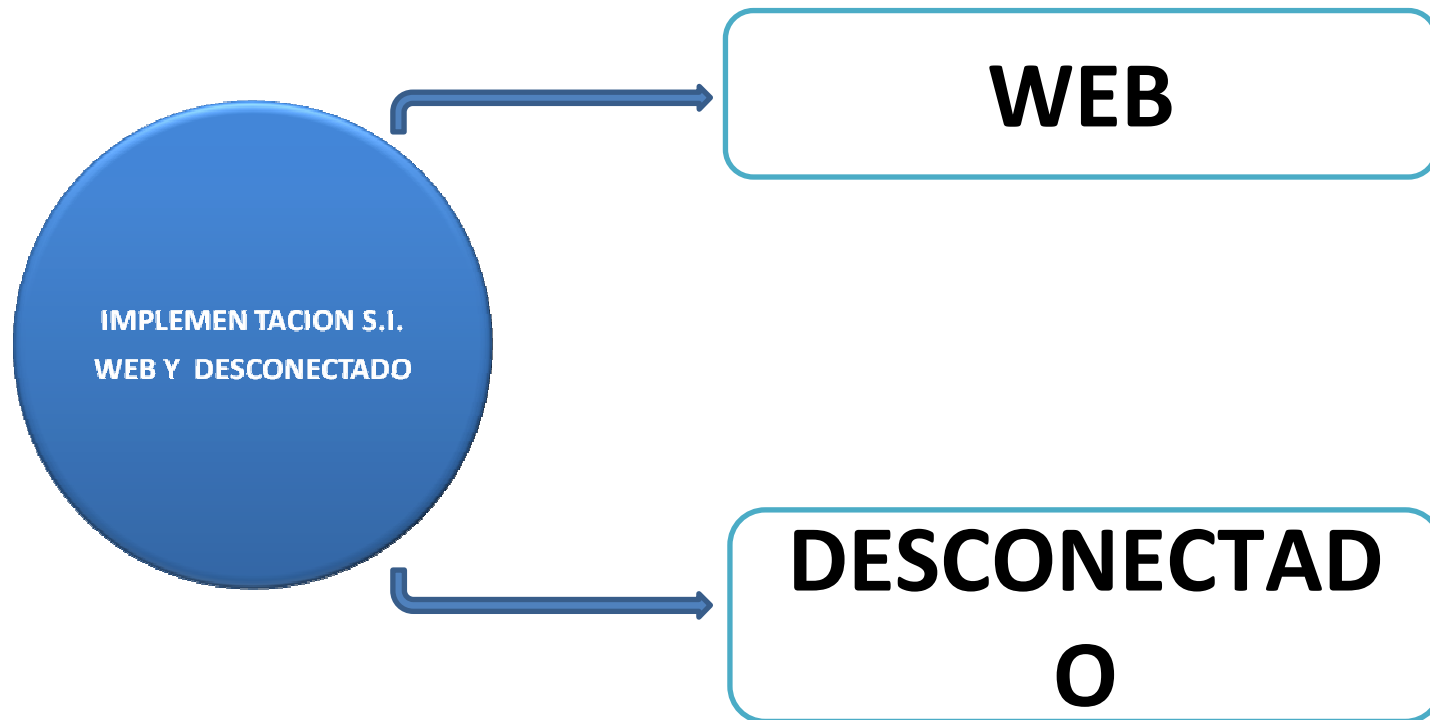 WEB
IMPLEMEN TACION S.I.
WEB Y DESCONECTADO
DESCONECTAD
O